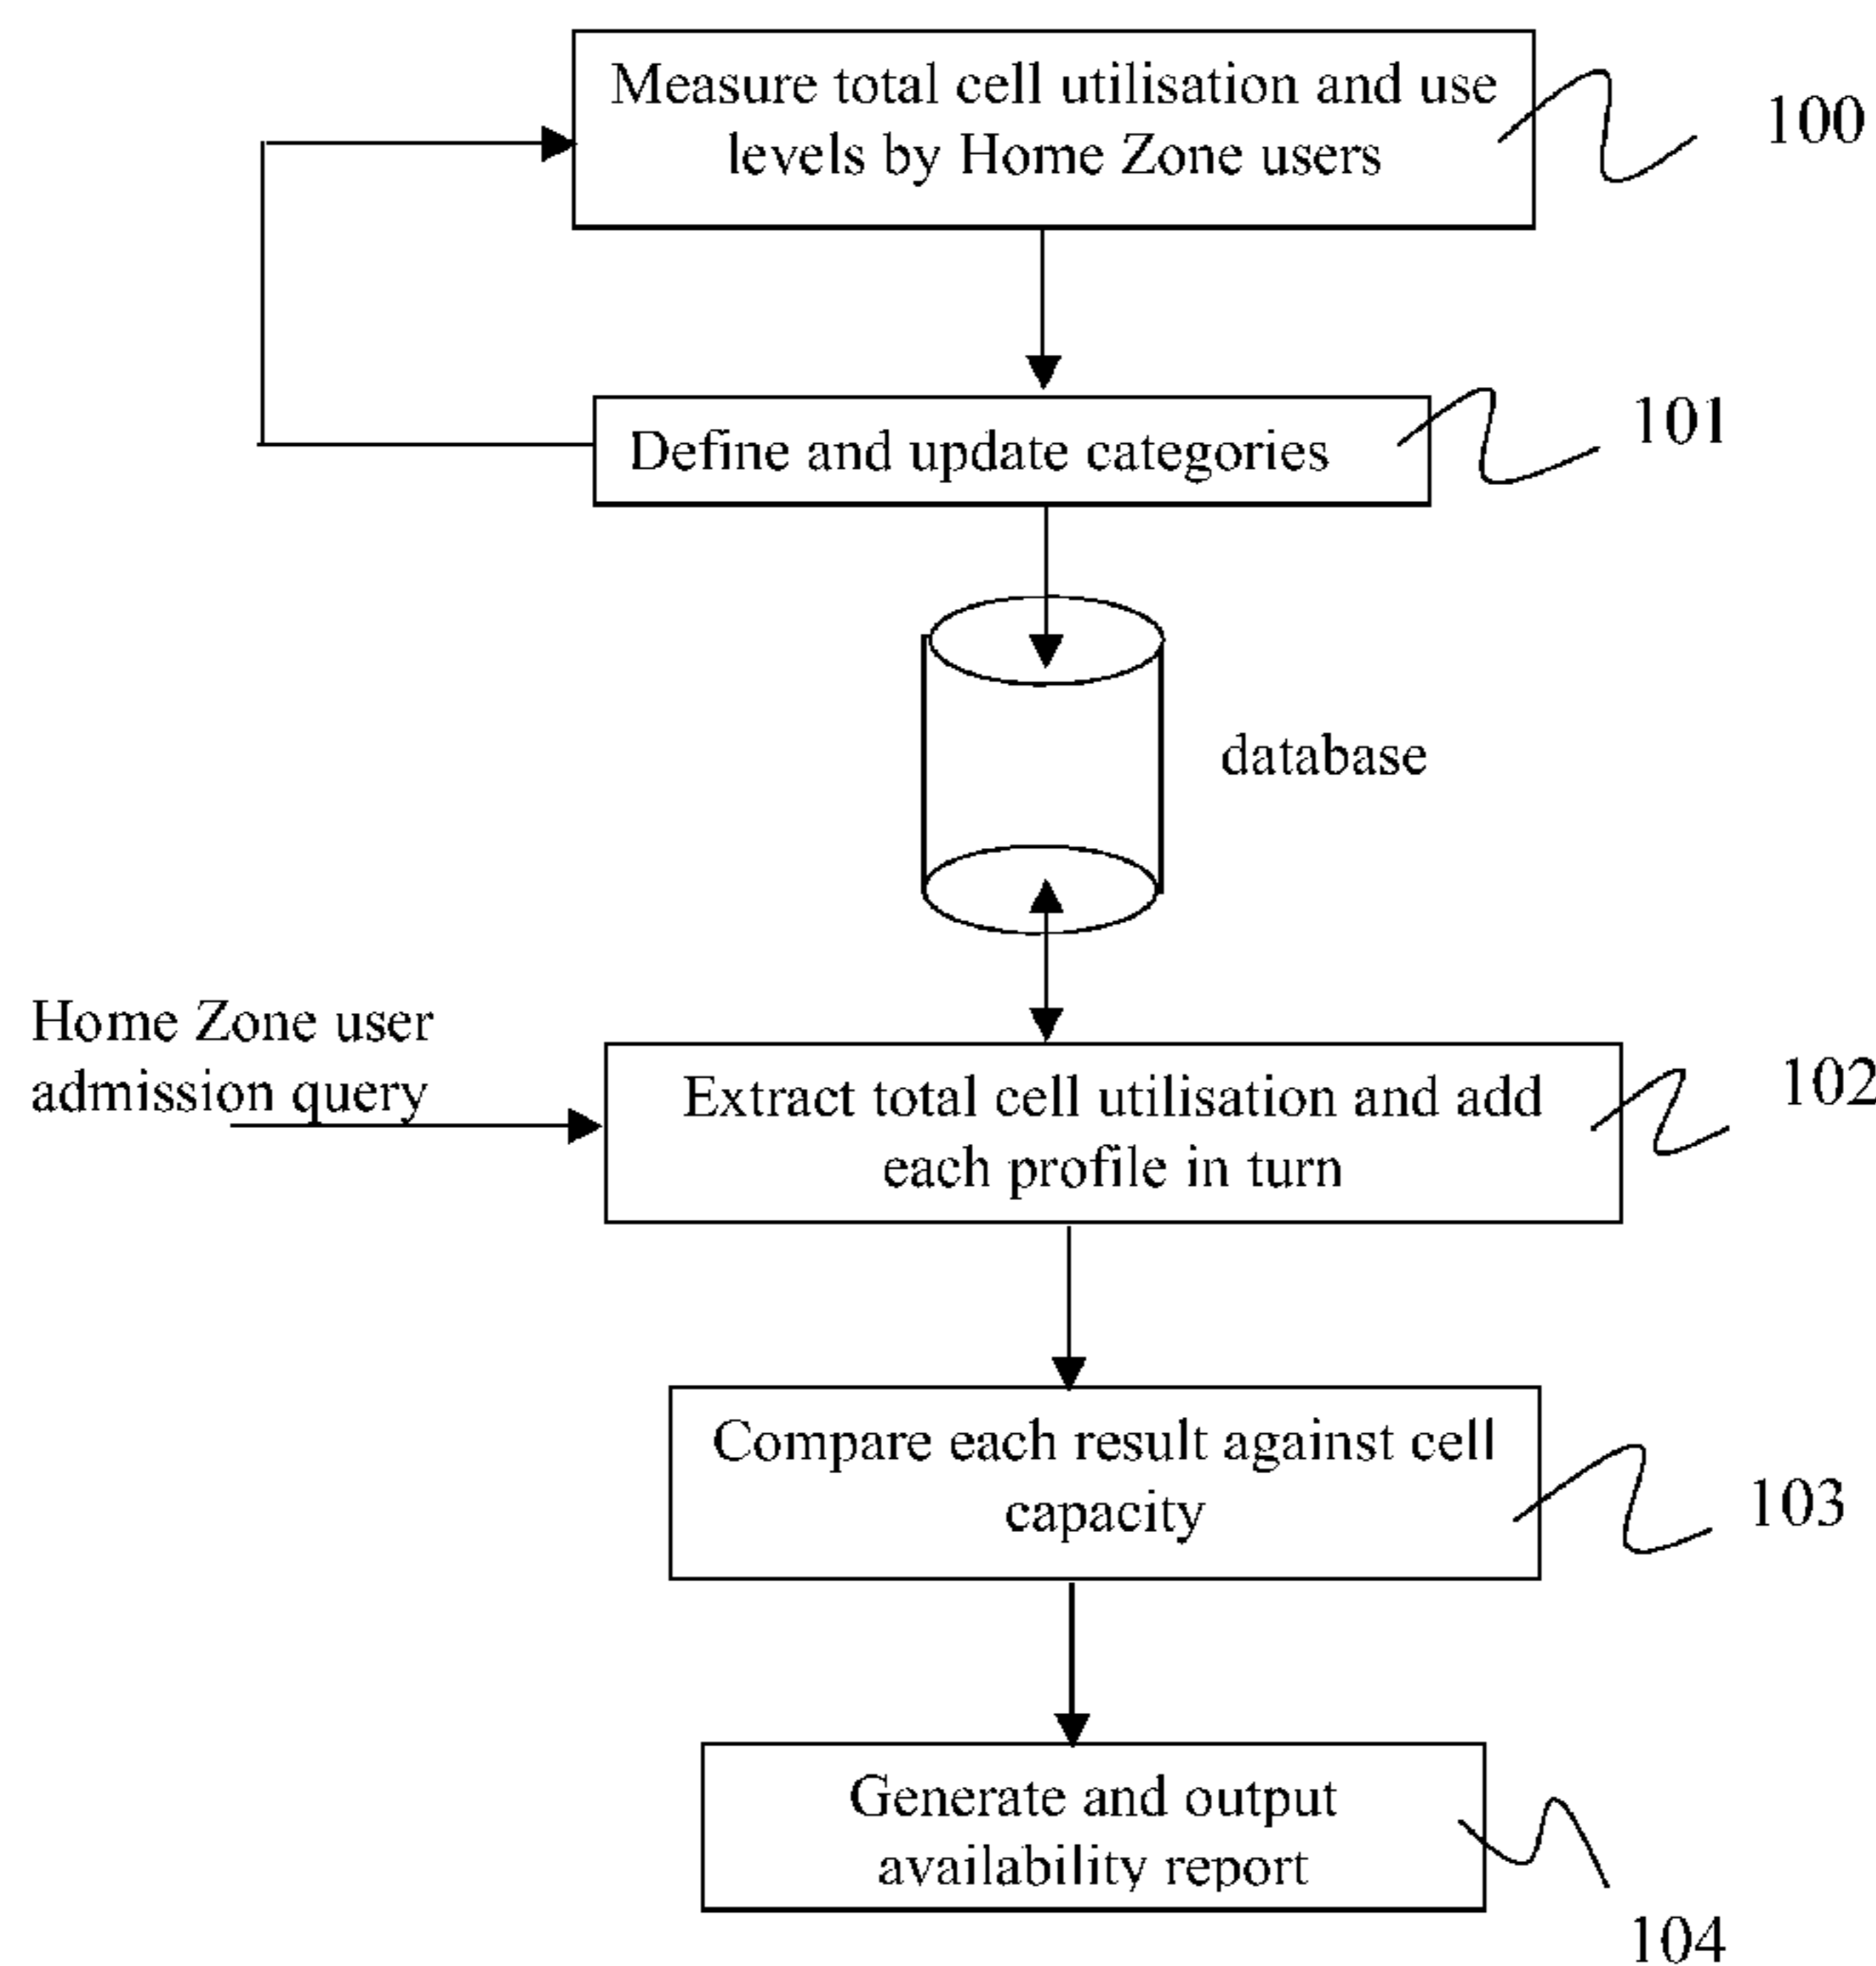 Measure total cell utilisation and use
levels by Home Zone users
100
Define and update categories
101
database
Home Zone user
admission query
Extract total cell utilisation and add
each profile in turn
102
Compare each result against cell
capacity
103
Generate and output
availability report
104